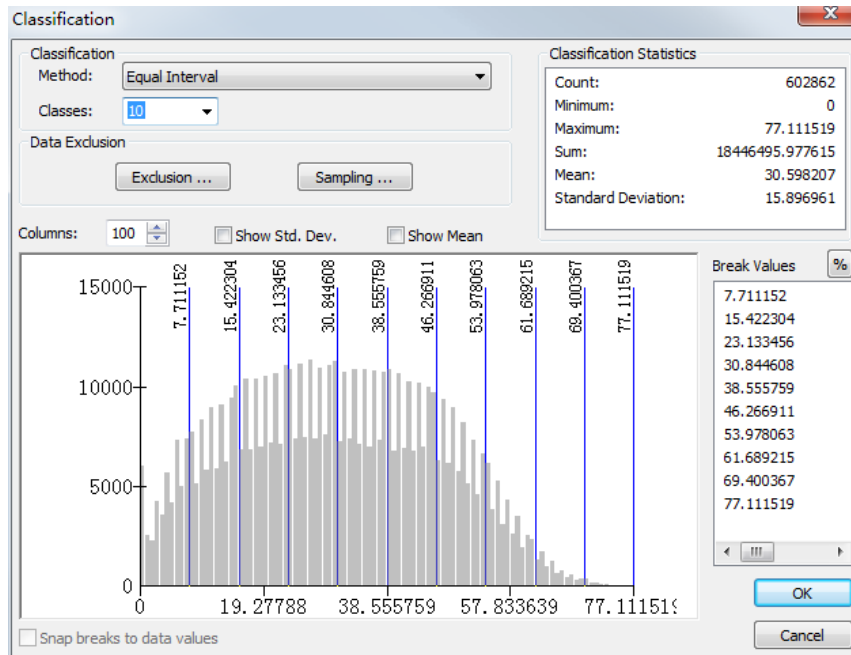 Classification
Classification
Method: Equal Interval
Classes: 10
Data Exclusion
Exclusion ...
Sampling ...
Classification Statistics
Count: 602862
Minimum: 0
Maximum: 77.111519
Sum: 18446495.977615
Mean: 30.598207
Standard Deviation: 15.896961
Columns: 100
Show Std. Dev.
Show Mean
Break Values %
7.711152
15.422304
23.133456
30.844608
38.555759
46.266911
53.978063
61.689215
69.400367
77.111519
15000
10000
5000
0
7.711152
15.422304
23.133456
30.844608
38.555759
46.266911
53.978063
61.689215
69.400367
77.111519
0 19.27788 38.555759 57.833639 77.111519
OK
Cancel
Snap breaks to data values